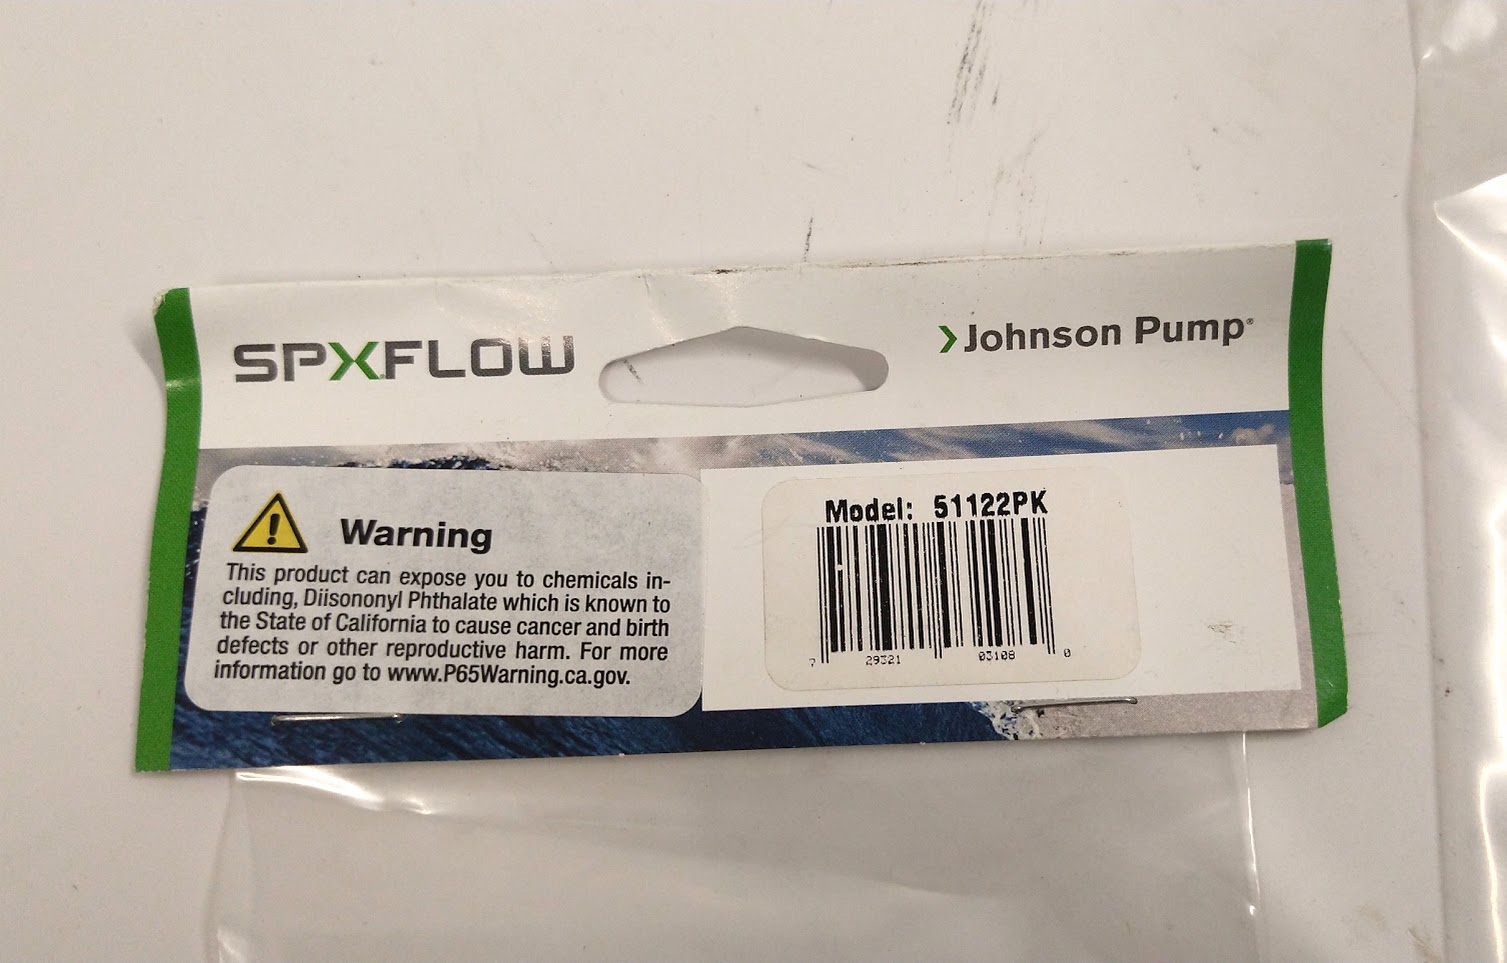 SPXFLOW
Johnson Pump®
Warning
This product can expose you to chemicals in-
cluding, Diisononyl Phthalate which is known to
the State of California to cause cancer and birth
defects or other reproductive harm. For more
information go to www.P65Warning.ca.gov.
Model: 51122PK
7 29321 03108 0